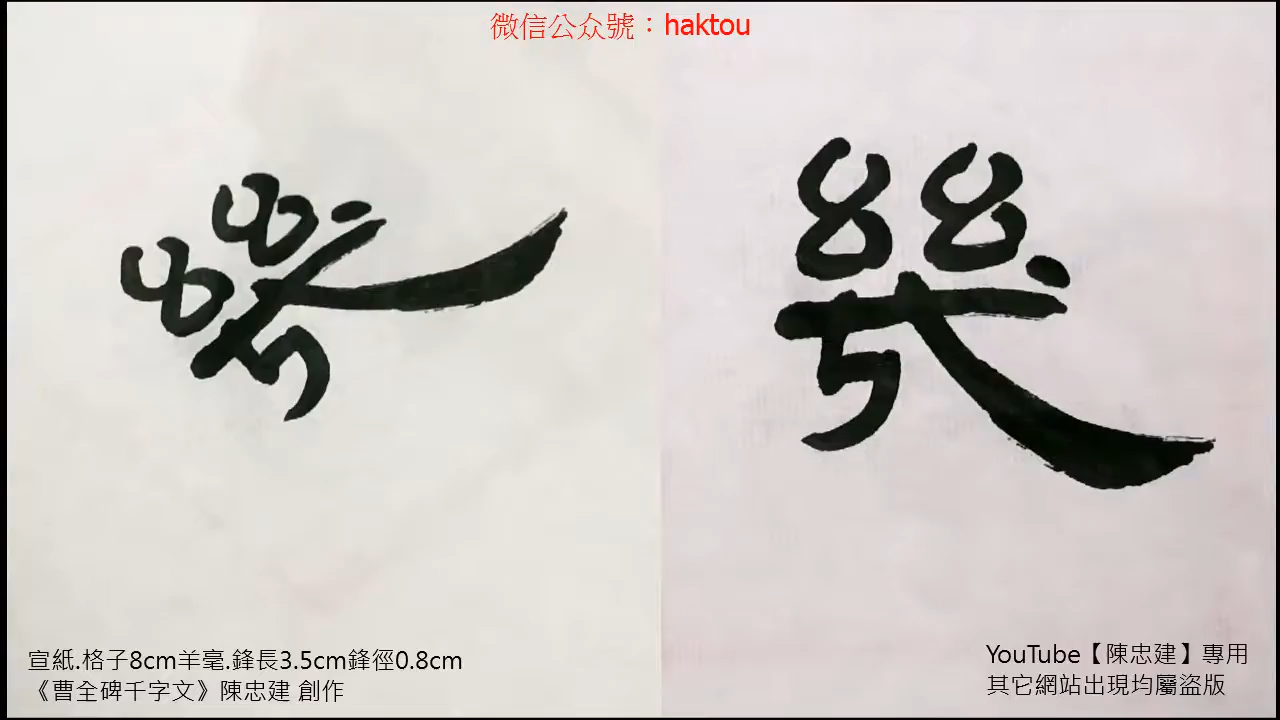 微信公众號：haktou
幾 幾
宣紙.格子8cm羊毫.鋒長3.5cm鋒徑0.8cm
《曹全碑千字文》陳忠建 創作
YouTube【陳忠建】專用
其它網站出現均屬盜版